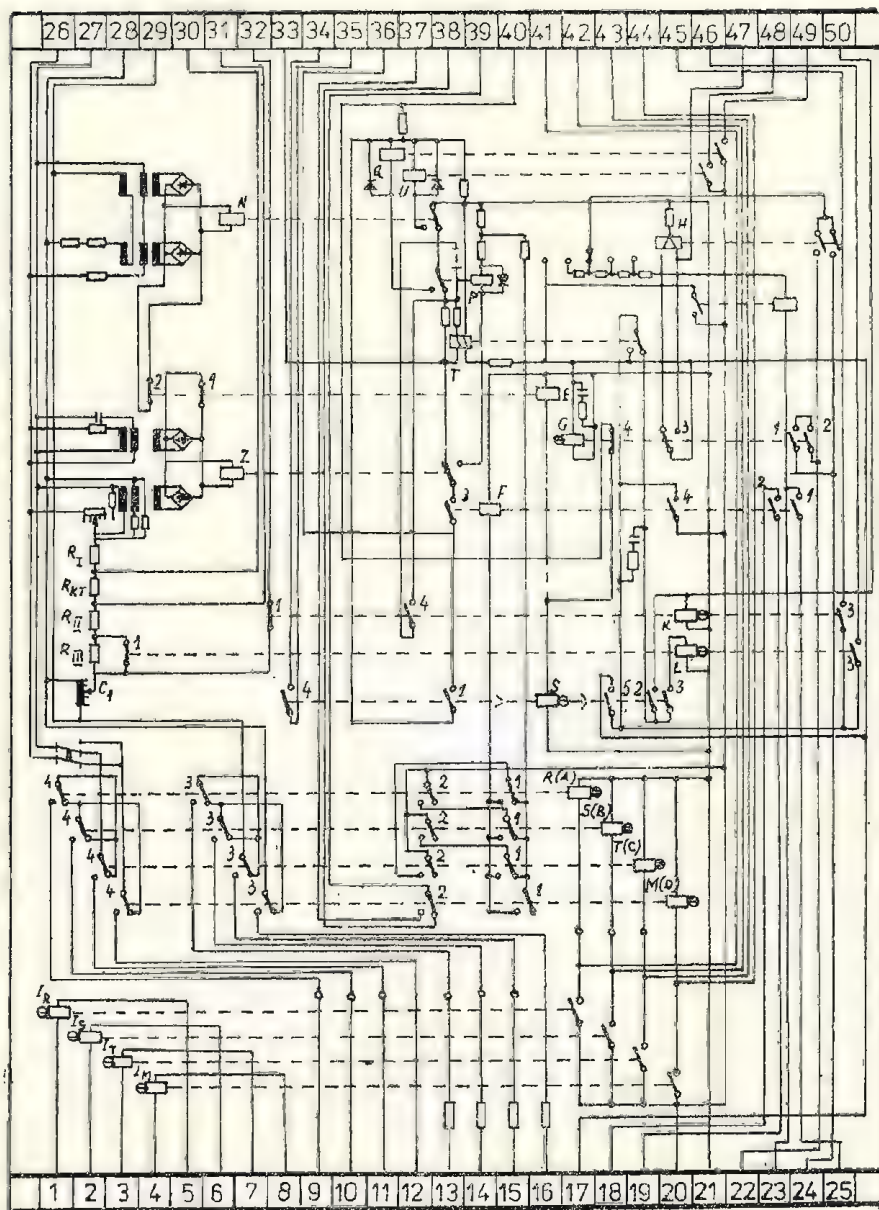 26 27 28 29 30 31 32 33 34 35 36 37 38 39 40 41 42 43 44 45 46 47 48 49 50
Q
U
N
H
P
T
2 1
E
G 4 3 1 2
Z
3 F 4 2 1
R_I
R_KT
1 4 K 3
R_II
R_III 1 L 3
C_1 4 1 S 5 2 3
4 3 2 1 R(A)
4 3 2 1 S(B)
4 3 2 1 T(C)
4 3 2 1 M(D)
I_R
I_S
I_T
I_M
1 2 3 4 5 6 7 8 9 10 11 12 13 14 15 16 17 18 19 20 21 22 23 24 25